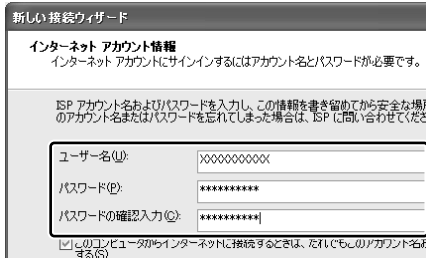 新しい接続ウィザード
インターネット アカウント情報
インターネット アカウントにサインインするにはアカウント名とパスワードが必要です。
ISP アカウント名およびパスワードを入力し、この情報を書き留めてから安全な場所
のアカウント名またはパスワードを忘れてしまった場合は、ISP に問い合わせてくださ
ユーザー名(U):
XXXXXXXXXX
パスワード(P):
**********
パスワードの確認入力(C):
**********
このコンピュータからインターネットに接続するときは、だれでもこのアカウント名お
する(S)